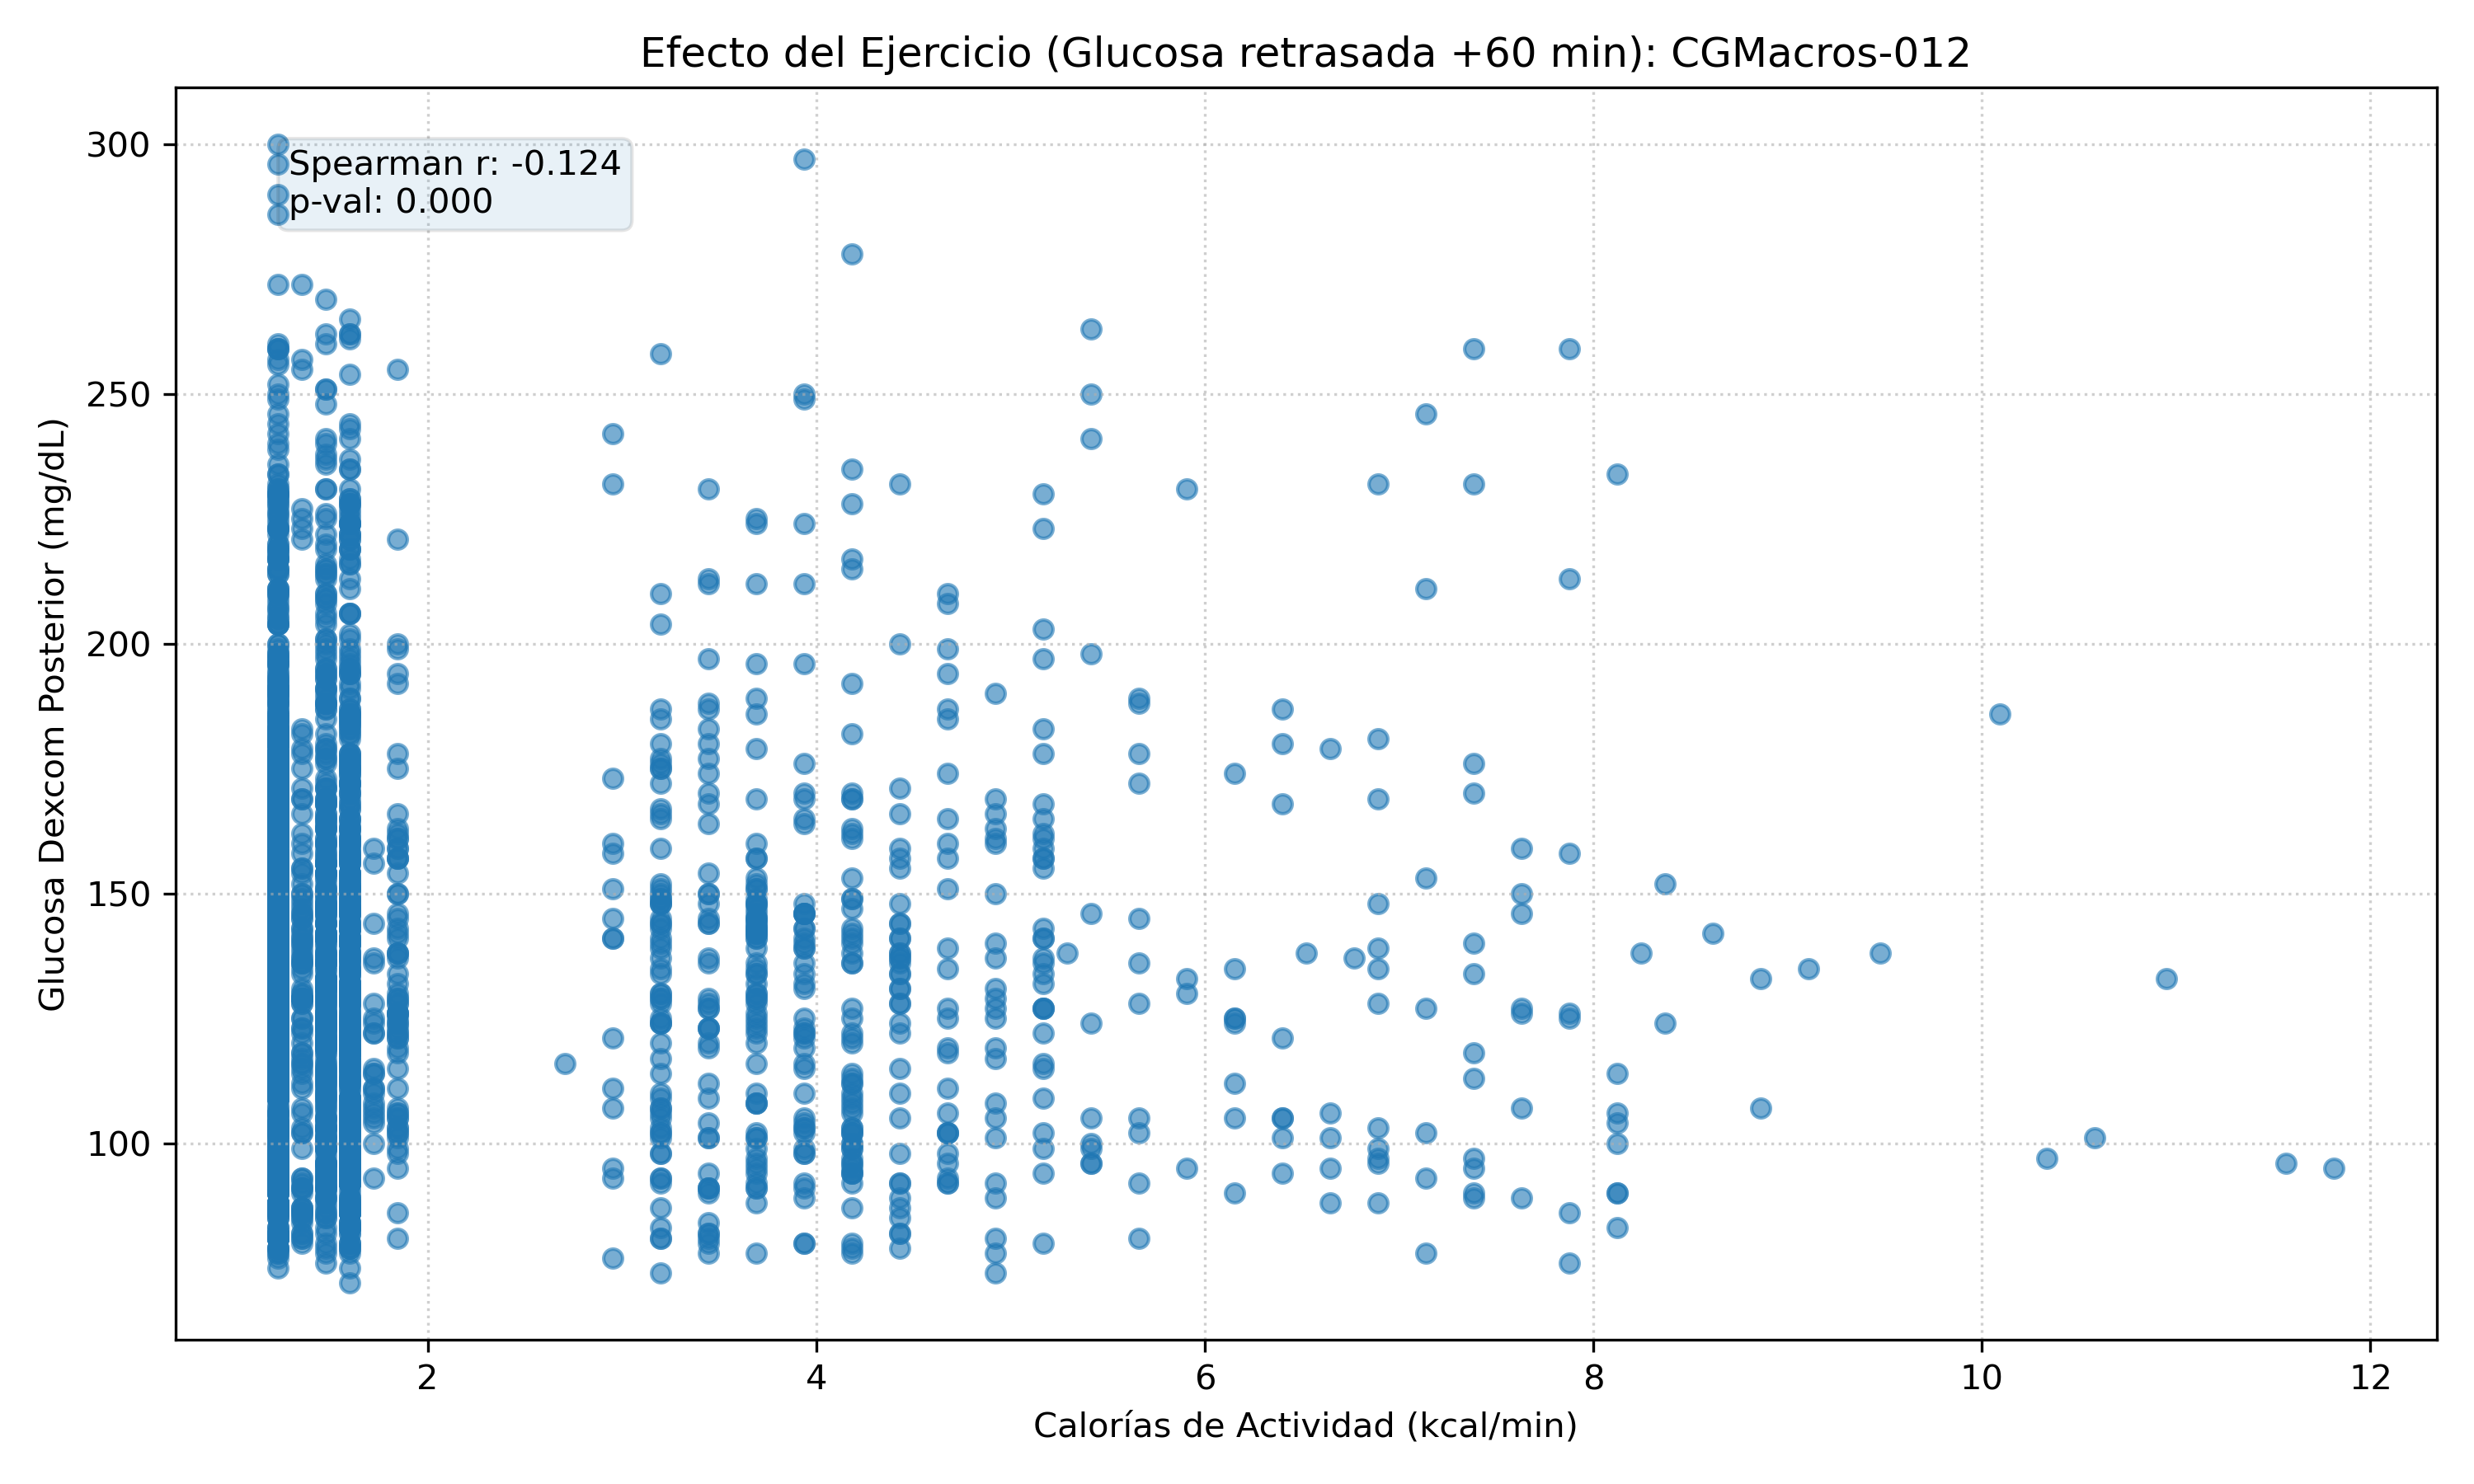 Efecto del Ejercicio (Glucosa retrasada +60 min): CGMacros-012
300
Spearman r: -0.124
p-val: 0.000
250
200
150
100
Glucosa Dexcom Posterior (mg/dL)
2
4
6
8
10
12
Calorías de Actividad (kcal/min)